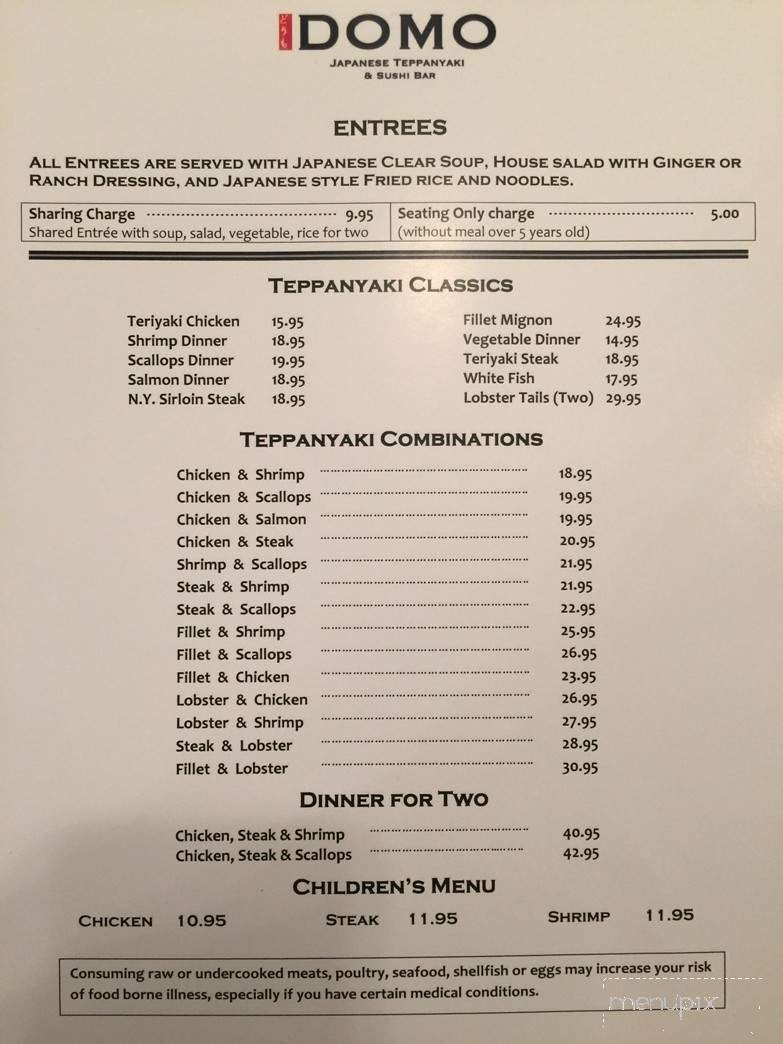 どうも DOMO
JAPANESE TEPPANYAKI
& SUSHI BAR
ENTREES
ALL ENTREES ARE SERVED WITH JAPANESE CLEAR SOUP, HOUSE SALAD WITH GINGER OR
RANCH DRESSING, AND JAPANESE STYLE FRIED RICE AND NOODLES.
Sharing Charge 9.95
Shared Entrée with soup, salad, vegetable, rice for two
Seating Only charge 5.00
(without meal over 5 years old)
TEPPANYAKI CLASSICS
Teriyaki Chicken 15.95
Shrimp Dinner 18.95
Scallops Dinner 19.95
Salmon Dinner 18.95
N.Y. Sirloin Steak 18.95
Fillet Mignon 24.95
Vegetable Dinner 14.95
Teriyaki Steak 18.95
White Fish 17.95
Lobster Tails (Two) 29.95
TEPPANYAKI COMBINATIONS
Chicken & Shrimp 18.95
Chicken & Scallops 19.95
Chicken & Salmon 19.95
Chicken & Steak 20.95
Shrimp & Scallops 21.95
Steak & Shrimp 21.95
Steak & Scallops 22.95
Fillet & Shrimp 25.95
Fillet & Scallops 26.95
Fillet & Chicken 23.95
Lobster & Chicken 26.95
Lobster & Shrimp 27.95
Steak & Lobster 28.95
Fillet & Lobster 30.95
DINNER FOR TWO
Chicken, Steak & Shrimp 40.95
Chicken, Steak & Scallops 42.95
CHILDREN'S MENU
CHICKEN 10.95 STEAK 11.95 SHRIMP 11.95
Consuming raw or undercooked meats, poultry, seafood, shellfish or eggs may increase your risk
of food borne illness, especially if you have certain medical conditions.
menupix